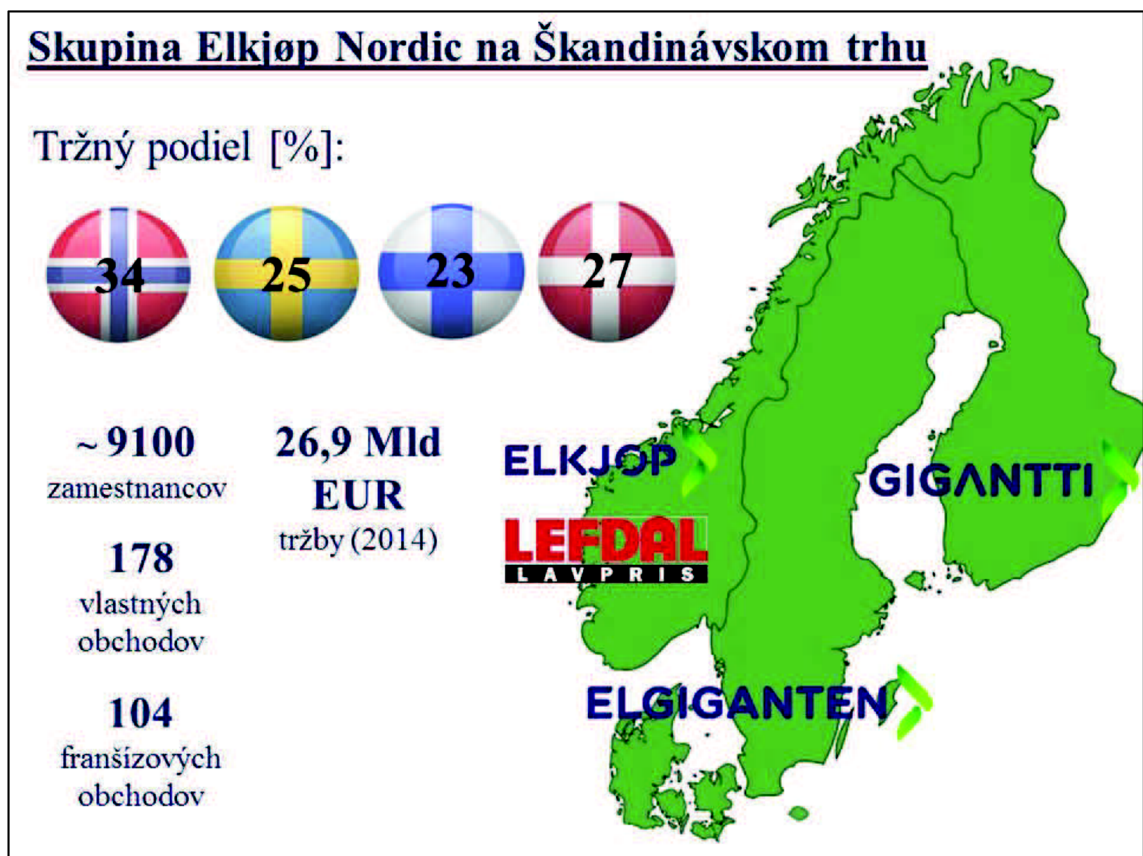 Skupina Elkjøp Nordic na Škandinávskom trhu
Tržný podiel [%]:
34 25 23 27
~ 9100
zamestnancov
26,9 Mld
EUR
tržby (2014)
178
vlastných
obchodov
104
franšízových
obchodov
ELKJØP
LEFDAL
LAVPRIS
GIGANTTI
ELGIGANTEN